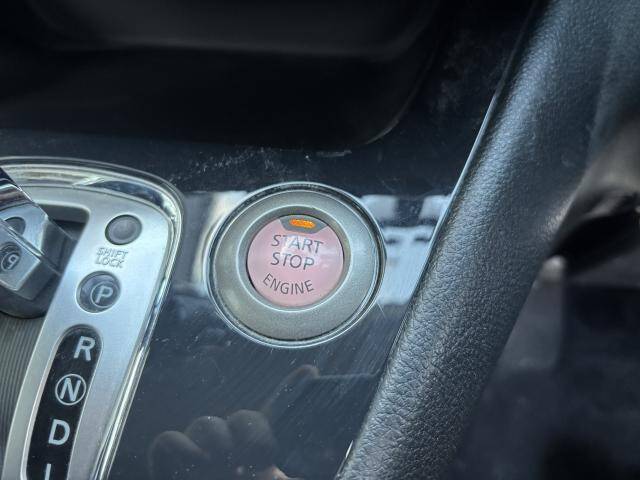 START
STOP
ENGINE
SHIFT
LOCK
P
R
N
D